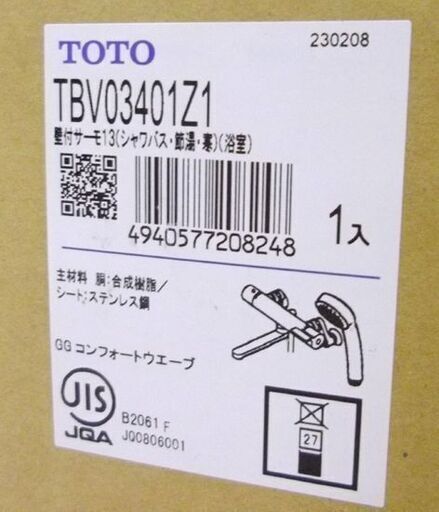 TOTO
230208
TBV03401Z1
壁付サーモ13(シャワバス・節湯・寒)(浴室)
4940577208248
1入
主材料 胴:合成樹脂/
シート:ステンレス鋼
GG コンフォートウエーブ
JIS
JQA
B2061 F
JQ0806001
27